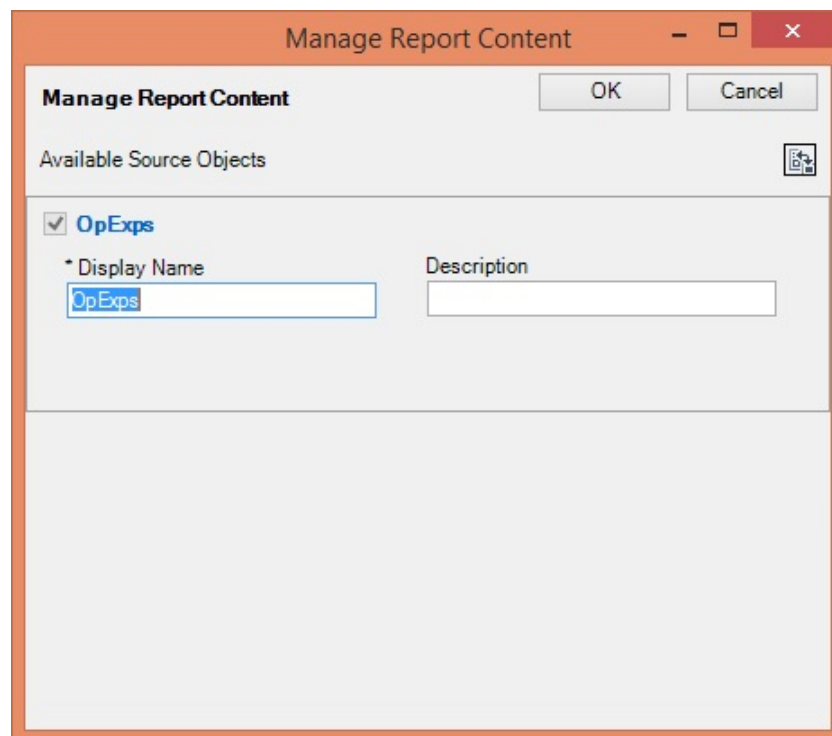 Manage Report Content
Manage Report Content
OK
Cancel
Available Source Objects
OpExps
* Display Name
Description
OpExps